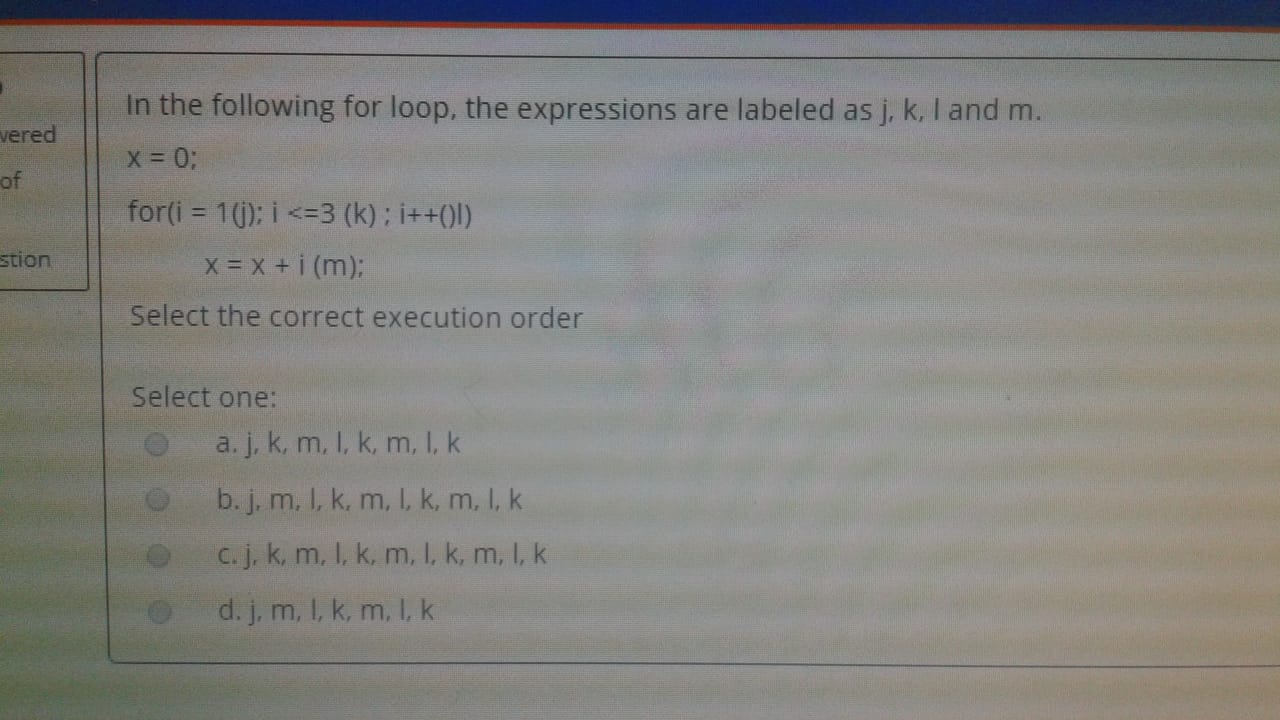 vered
of
stion
In the following for loop, the expressions are labeled as j, k, l and m.
x = 0;
for(i = 1(j); i <=3 (k) ; i++()l)
x = x + i (m);
Select the correct execution order
Select one:
a. j, k, m, l, k, m, l, k
b. j, m, l, k, m, l, k, m, l, k
c. j, k, m, l, k, m, l, k, m, l, k
d. j, m, l, k, m, l, k